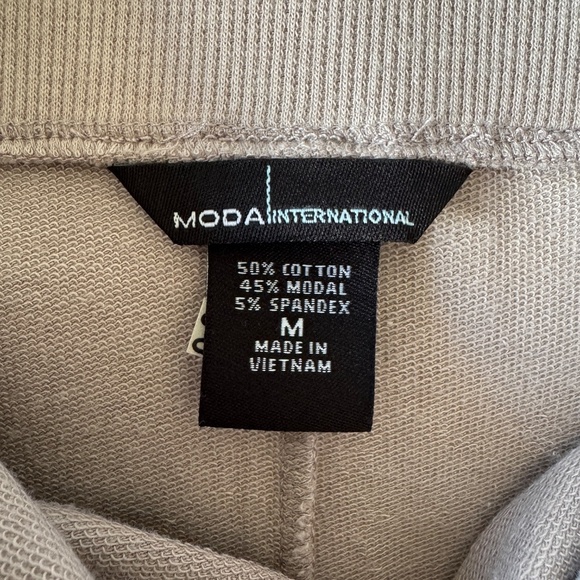 MODA INTERNATIONAL
50% COTTON
45% MODAL
5% SPANDEX
M
MADE IN
VIETNAM